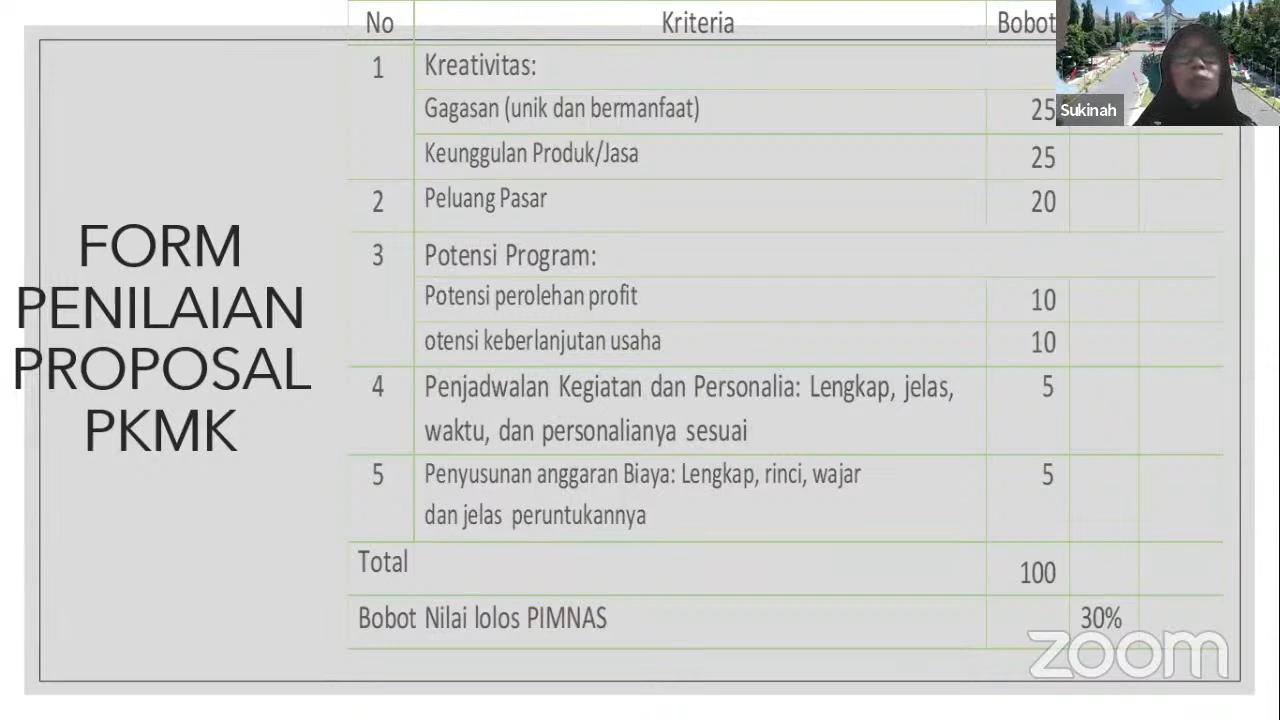 No Kriteria Bobot
1 Kreativitas:
Gagasan (unik dan bermanfaat) 25
Keunggulan Produk/Jasa 25
2 Peluang Pasar 20
3 Potensi Program:
Potensi perolehan profit 10
otensi keberlanjutan usaha 10
4 Penjadwalan Kegiatan dan Personalia: Lengkap, jelas, 5
waktu, dan personalianya sesuai
5 Penyusunan anggaran Biaya: Lengkap, rinci, wajar 5
dan jelas peruntukannya
Total 100
Bobot Nilai lolos PIMNAS 30%
FORM
PENILAIAN
PROPOSAL
PKMK
Sukinah
zoom